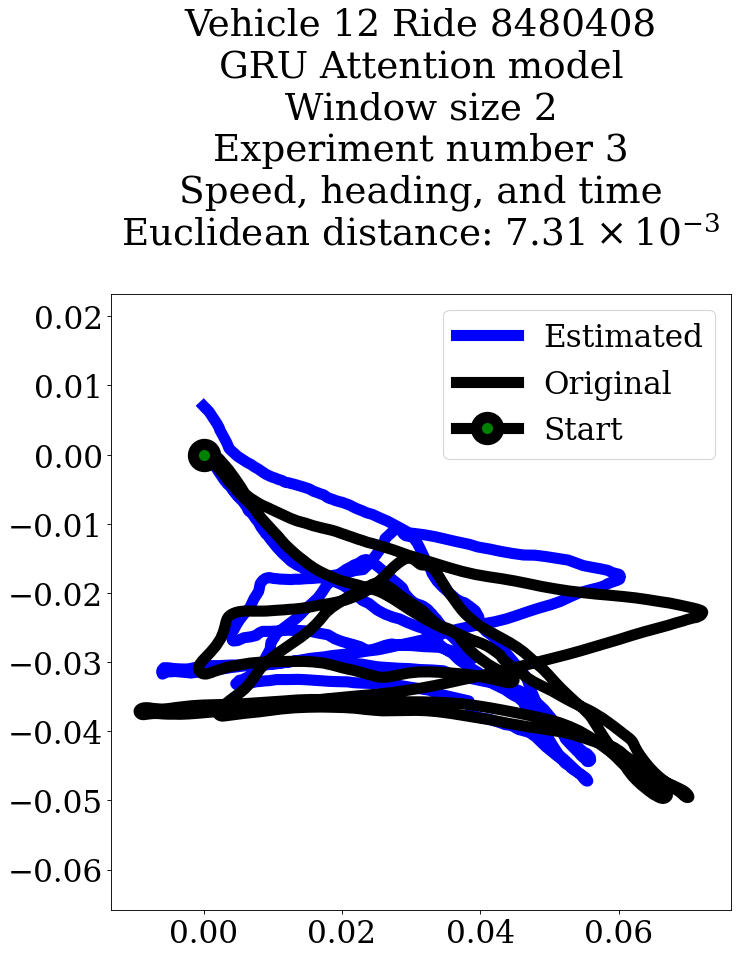 Vehicle 12 Ride 8480408
GRU Attention model
Window size 2
Experiment number 3
Speed, heading, and time
Euclidean distance: 7.31 × 10⁻³
Estimated
Original
Start
0.02
0.01
0.00
−0.01
−0.02
−0.03
−0.04
−0.05
−0.06
0.00 0.02 0.04 0.06